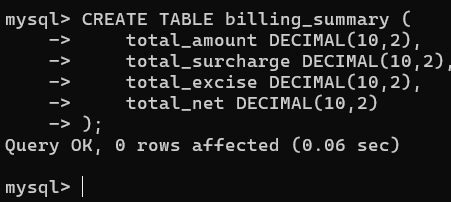 mysql> CREATE TABLE billing_summary (
    ->     total_amount DECIMAL(10,2),
    ->     total_surcharge DECIMAL(10,2),
    ->     total_excise DECIMAL(10,2),
    ->     total_net DECIMAL(10,2)
    -> );
Query OK, 0 rows affected (0.06 sec)
mysql>